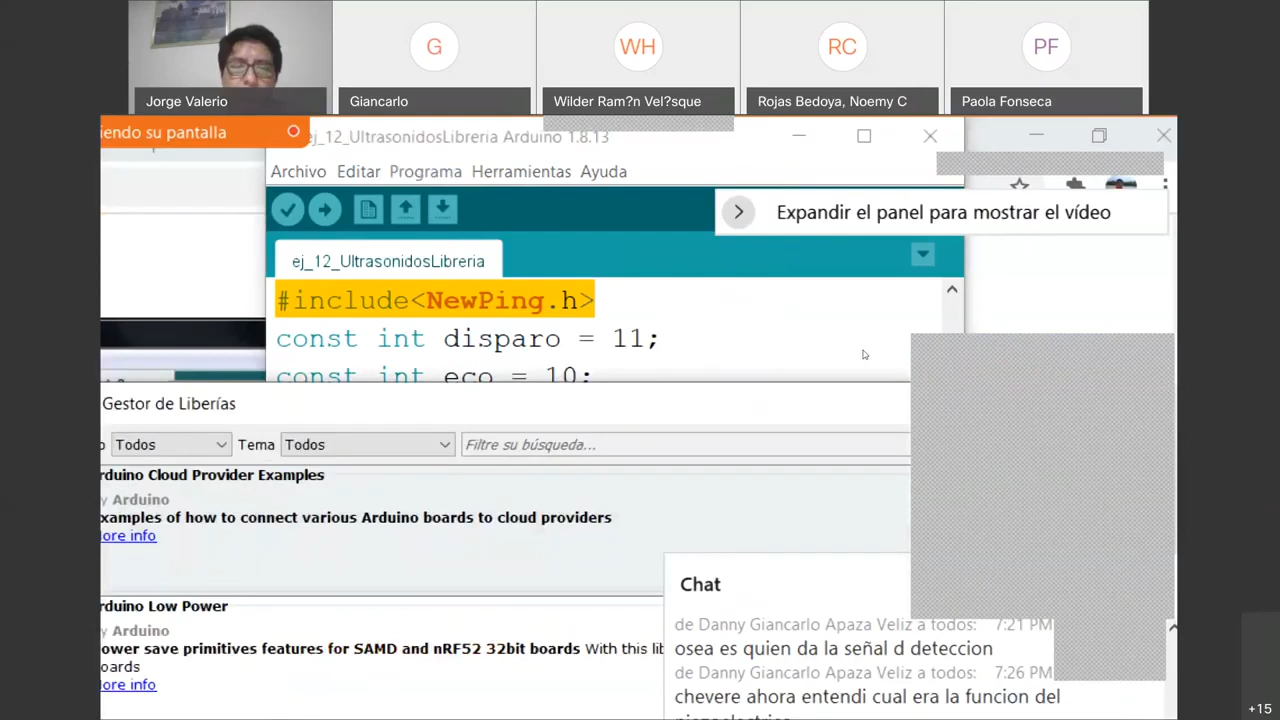 G
WH
RC
PF
Jorge Valerio
Giancarlo
Wilder Ram?n Vel?sque
Rojas Bedoya, Noemy C
Paola Fonseca
iendo su pantalla
ej_12_UltrasonidosLibreria Arduino 1.8.13
Archivo Editar Programa Herramientas Ayuda
Expandir el panel para mostrar el vídeo
ej_12_UltrasonidosLibreria
#include<NewPing.h>
const int disparo = 11;
const int eco = 10;
Gestor de Liberías
o Todos Tema Todos Filtre su búsqueda...
rduino Cloud Provider Examples
y Arduino
xamples of how to connect various Arduino boards to cloud providers
ore info
rduino Low Power
y Arduino
ower save primitives features for SAMD and nRF52 32bit boards With this lib
oards
ore info
Chat
de Danny Giancarlo Apaza Veliz a todos: 7:21 PM
osea es quien da la señal d deteccion
de Danny Giancarlo Apaza Veliz a todos: 7:26 PM
chevere ahora entendi cual era la funcion del
+15